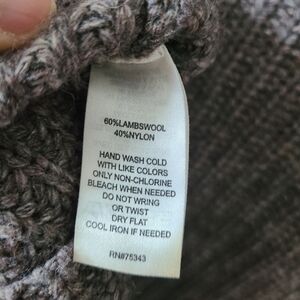 60%LAMBSWOOL
40%NYLON
HAND WASH COLD
WITH LIKE COLORS
ONLY NON-CHLORINE
BLEACH WHEN NEEDED
DO NOT WRING
OR TWIST
DRY FLAT
COOL IRON IF NEEDED
RN#75343